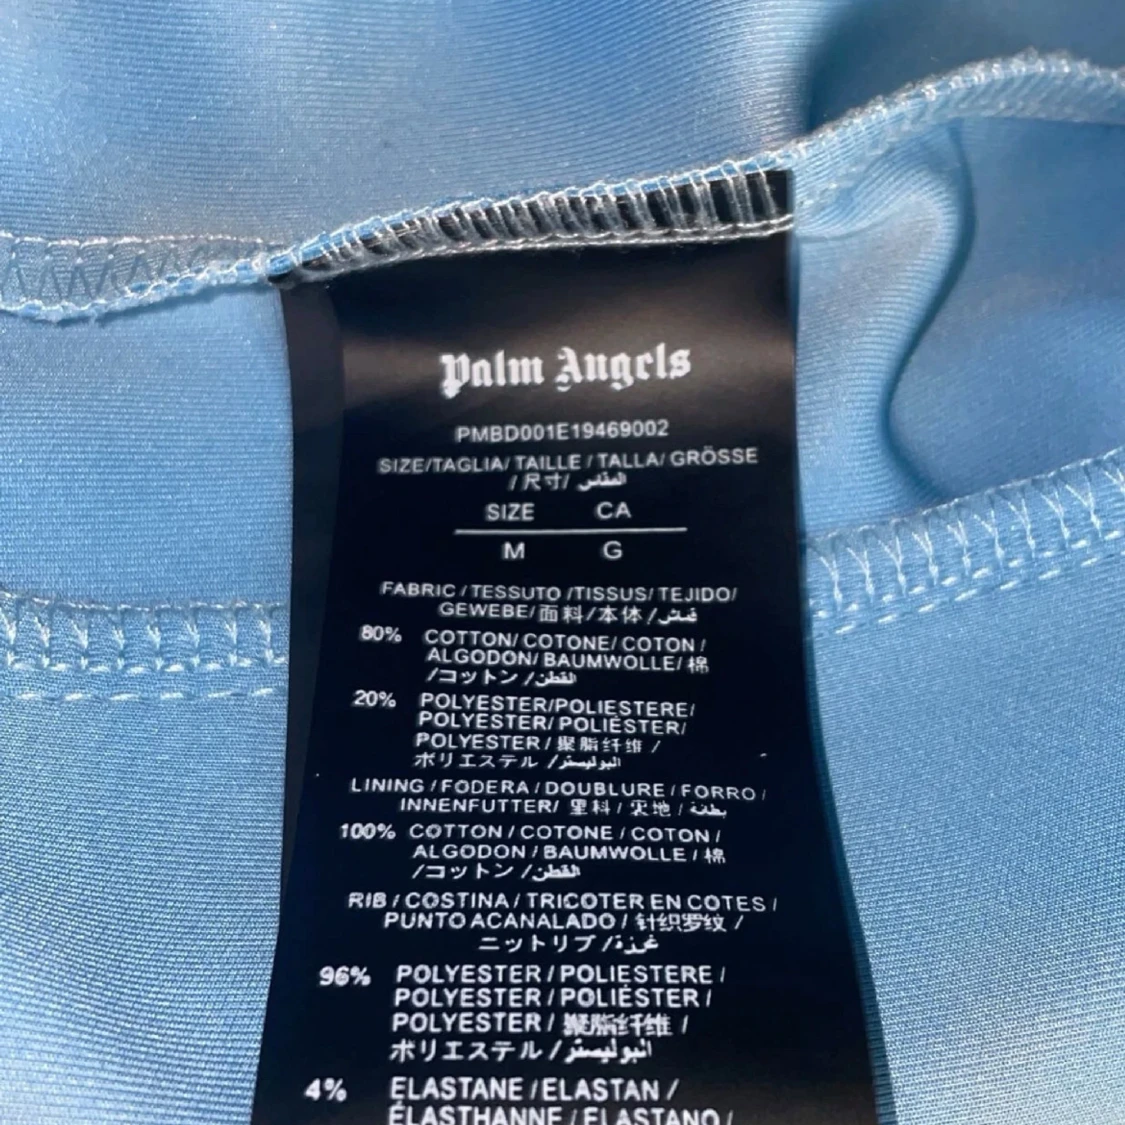 Palm Angels
PMBD001E19469002
SIZE/TAGLIA/ TAILLE / TALLA/ GRÖSSE
/ 尺寸/ المقاس
SIZE CA
M G
FABRIC / TESSUTO /TISSUS/ TEJIDO/
GEWEBE/ 面料/本体/ قماش
80% COTTON/ COTONE/ COTON /
ALGODON/ BAUMWOLLE/ 棉
/コットン /القطن
20% POLYESTER/POLIESTERE/
POLYESTER/ POLIÉSTER/
POLYESTER / 聚脂纤维 /
ポリエステル /البوليستر
LINING / FODERA / DOUBLURE / FORRO /
INNENFUTTER/ 里料 / 地 / بطانة
100% COTTON / COTONE / COTON /
ALGODON / BAUMWOLLE / 棉
/コットン /القطن
RIB / COSTINA / TRICOTER EN COTES /
PUNTO ACANALADO / 针织罗纹 /
ニットリブ /غرزة
96% POLYESTER / POLIESTERE /
POLYESTER / POLIÉSTER /
POLYESTER / 聚脂纤维 /
ポリエステル /البوليستر
4% ELASTANE / ELASTAN /
ÉLASTHANNE / ELASTANO /